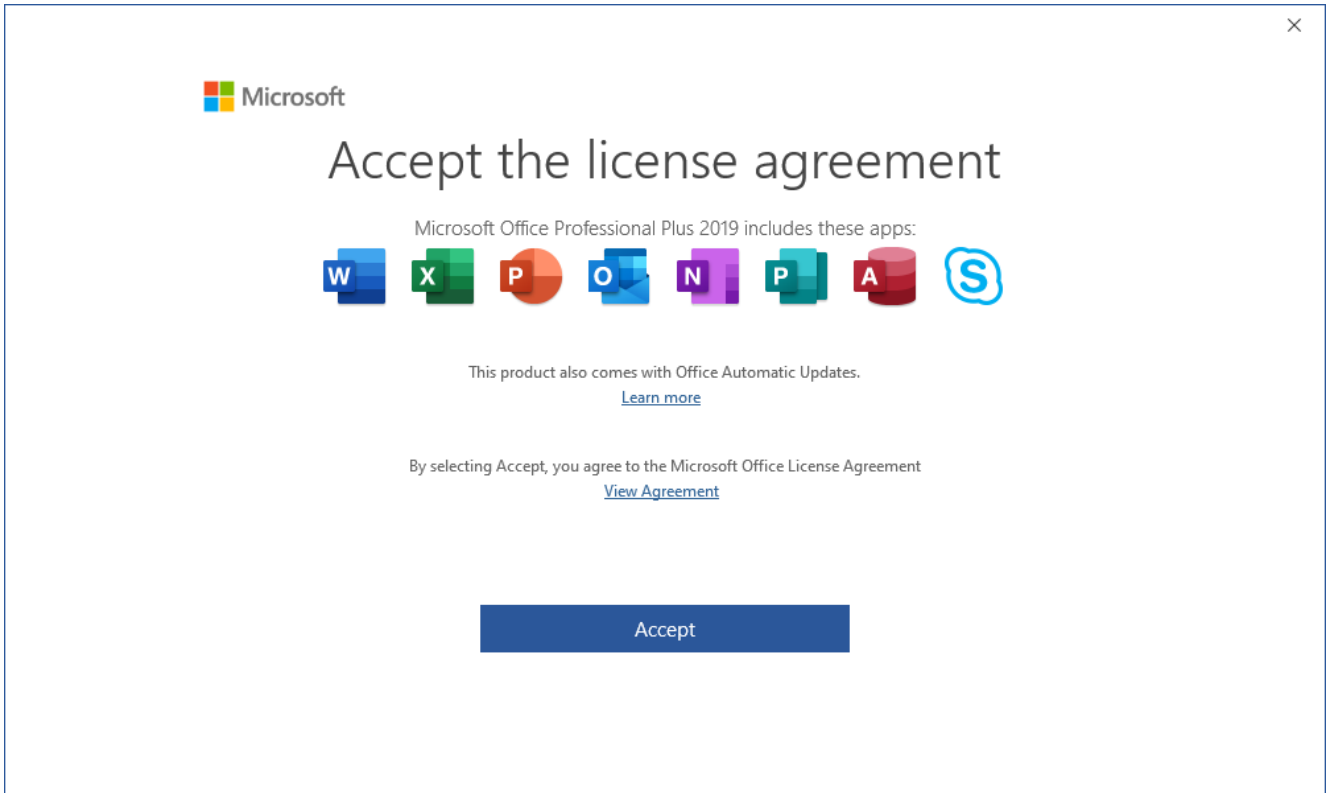 Microsoft
Accept the license agreement
Microsoft Office Professional Plus 2019 includes these apps:
W X P O N P A S
This product also comes with Office Automatic Updates.
Learn more
By selecting Accept, you agree to the Microsoft Office License Agreement
View Agreement
Accept